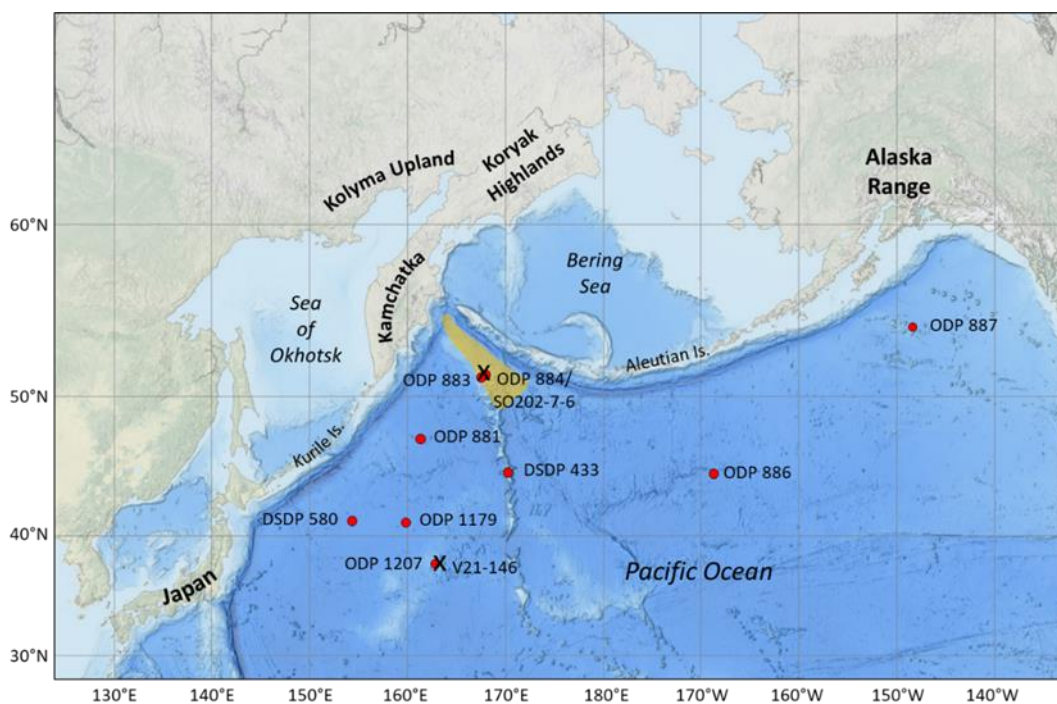 Kolyma Upland
Koryak
Highlands
Alaska
Range
60°N
Kamchatka
Bering
Sea
Sea
of
Okhotsk
ODP 887
Aleutian Is.
ODP 883
ODP 884/
SO202-7-6
50°N
Kurile Is.
ODP 881
DSDP 433
ODP 886
DSDP 580
ODP 1179
40°N
ODP 1207
X
X
V21-146
Pacific Ocean
Japan
30°N
130°E
140°E
150°E
160°E
170°E
180°E
170°W
160°W
150°W
140°W